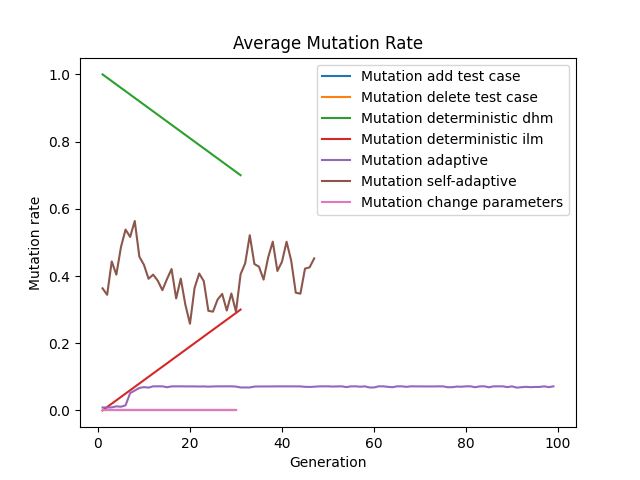 Average Mutation Rate
Mutation add test case
Mutation delete test case
Mutation deterministic dhm
Mutation deterministic ilm
Mutation adaptive
Mutation self-adaptive
Mutation change parameters
Mutation rate
1.0
0.8
0.6
0.4
0.2
0.0
0 20 40 60 80 100
Generation